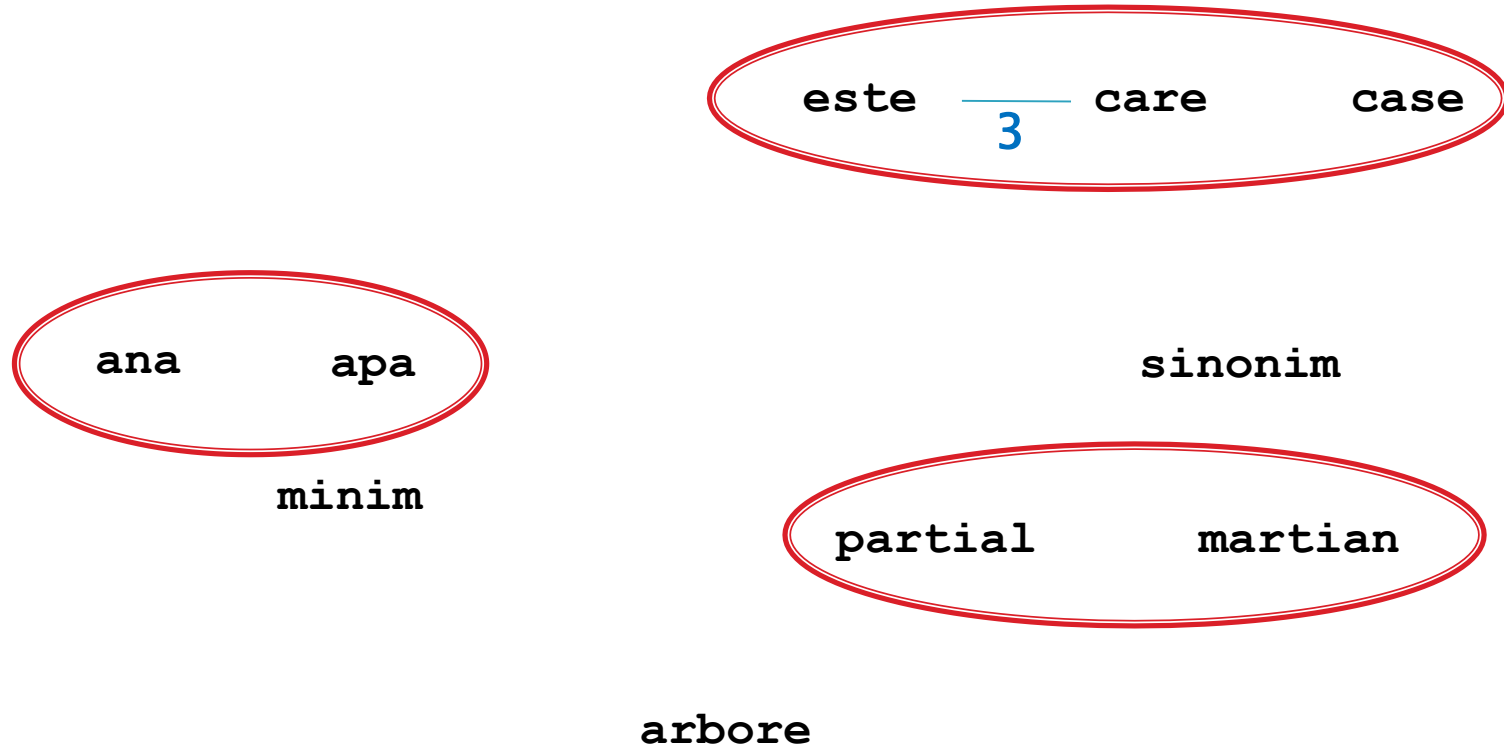 este care case
3
ana apa
sinonim
minim
partial martian
arbore